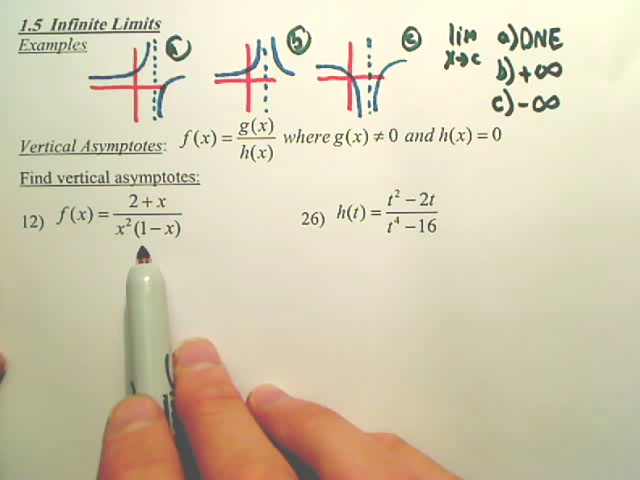 1.5 Infinite Limits
Examples a b c lim x→c a) DNE
b) +∞
c) -∞
Vertical Asymptotes: f(x) = g(x)/h(x) where g(x) ≠ 0 and h(x) = 0
Find vertical asymptotes:
12) f(x) = (2 + x)/(x²(1 − x)) 26) h(t) = (t² − 2t)/(t⁴ − 16)